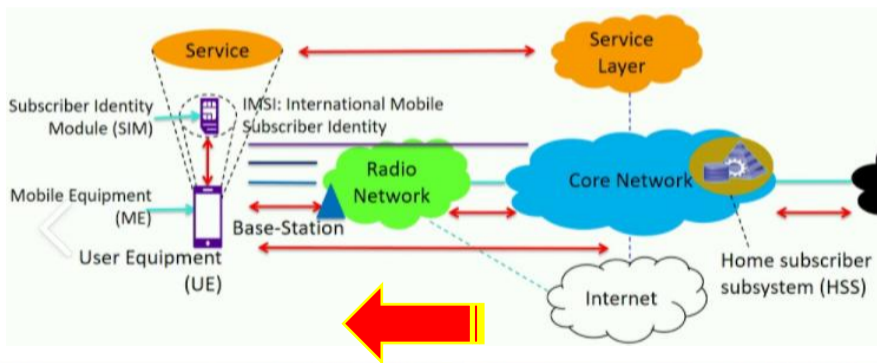 Service
Service
Layer
Subscriber Identity
Module (SIM)
IMSI: International Mobile
Subscriber Identity
Radio
Network
Core Network
Mobile Equipment
(ME)
Base-Station
User Equipment
(UE)
Internet
Home subscriber
subsystem (HSS)